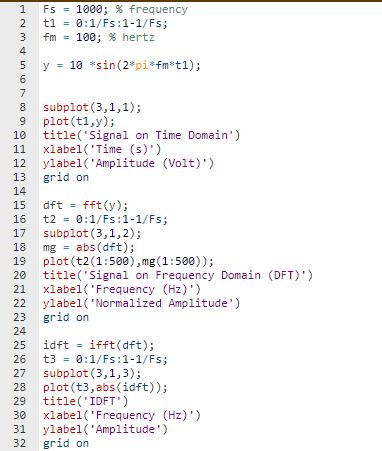 1 Fs = 1000; % frequency
2 t1 = 0:1/Fs:1-1/Fs;
3 fm = 100; % hertz
4
5 y = 10 *sin(2*pi*fm*t1);
6
7
8 subplot(3,1,1);
9 plot(t1,y);
10 title('Signal on Time Domain')
11 xlabel('Time (s)')
12 ylabel('Amplitude (Volt)')
13 grid on
14
15 dft = fft(y);
16 t2 = 0:1/Fs:1-1/Fs;
17 subplot(3,1,2);
18 mg = abs(dft);
19 plot(t2(1:500),mg(1:500));
20 title('Signal on Frequency Domain (DFT)')
21 xlabel('Frequency (Hz)')
22 ylabel('Normalized Amplitude')
23 grid on
24
25 idft = ifft(dft);
26 t3 = 0:1/Fs:1-1/Fs;
27 subplot(3,1,3);
28 plot(t3,abs(idft));
29 title('IDFT')
30 xlabel('Frequency (Hz)')
31 ylabel('Amplitude')
32 grid on